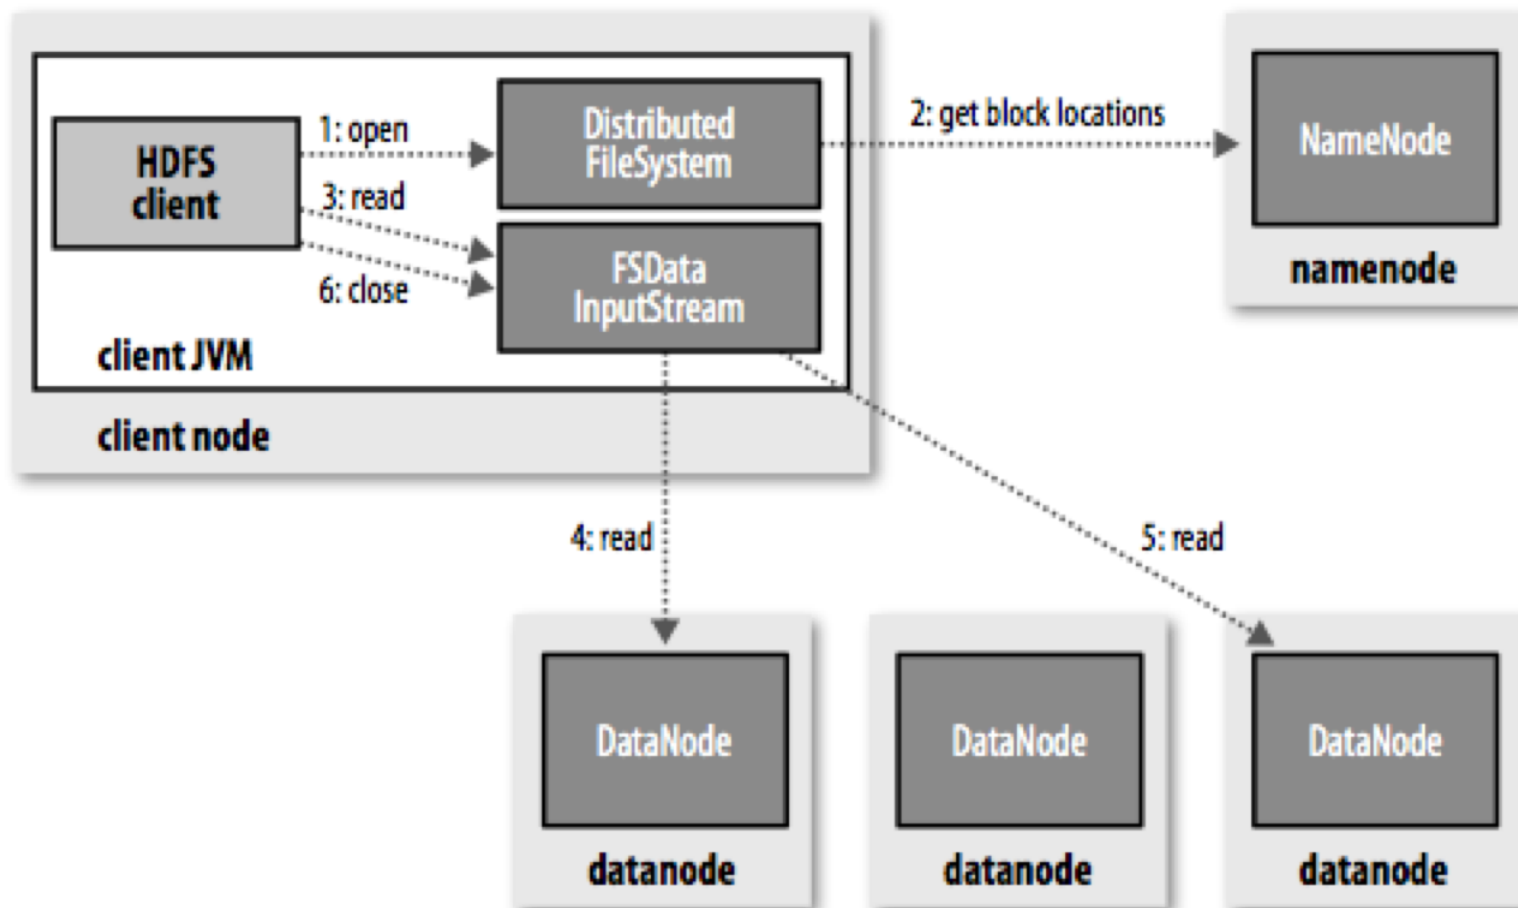 1: open
Distributed
FileSystem
2: get block locations
NameNode
HDFS
client
3: read
FSData
InputStream
6: close
namenode
client JVM
client node
4: read
5: read
DataNode
DataNode
DataNode
datanode
datanode
datanode